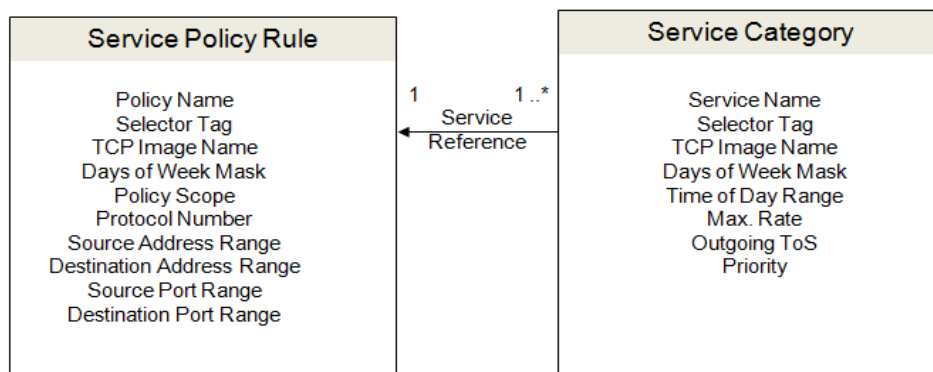 Service Policy Rule
Policy Name
Selector Tag
TCP Image Name
Days of Week Mask
Policy Scope
Protocol Number
Source Address Range
Destination Address Range
Source Port Range
Destination Port Range
1 1 ..*
Service
Reference
Service Category
Service Name
Selector Tag
TCP Image Name
Days of Week Mask
Time of Day Range
Max. Rate
Outgoing ToS
Priority